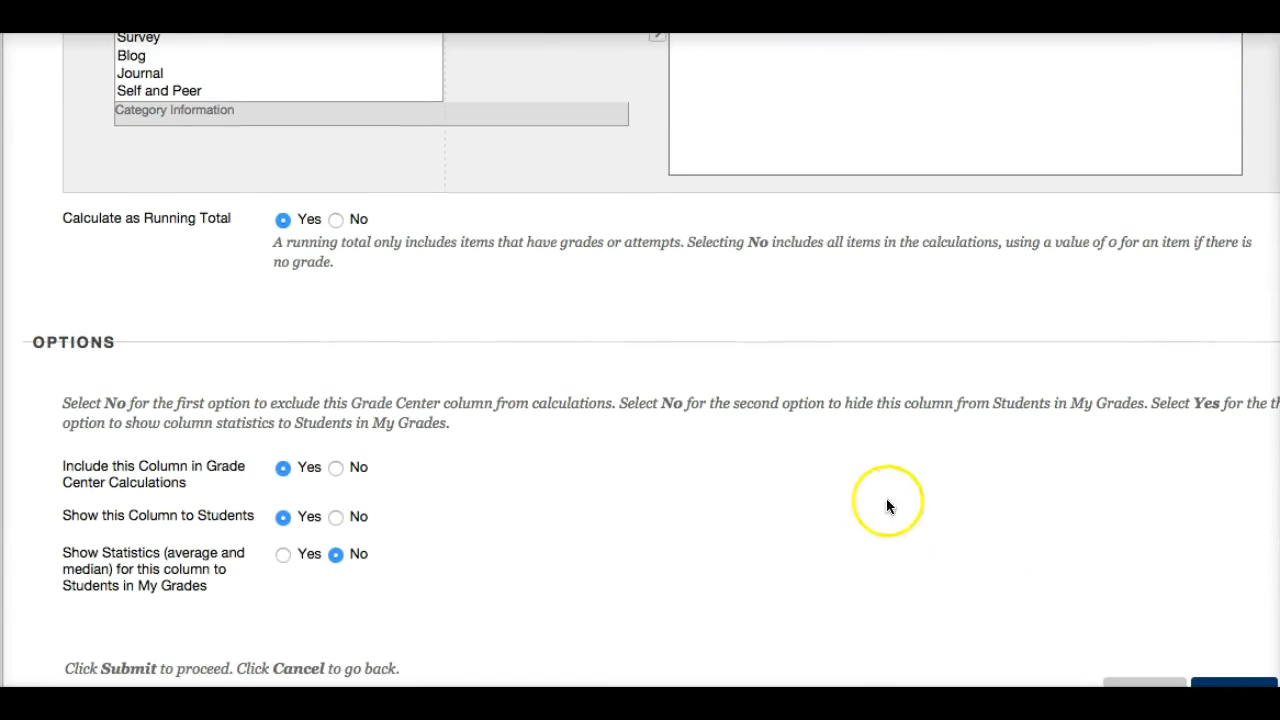 Survey
Blog
Journal
Self and Peer
Category Information
Calculate as Running Total
Yes No
A running total only includes items that have grades or attempts. Selecting No includes all items in the calculations, using a value of 0 for an item if there is
no grade.
OPTIONS
Select No for the first option to exclude this Grade Center column from calculations. Select No for the second option to hide this column from Students in My Grades. Select Yes for the th
option to show column statistics to Students in My Grades.
Include this Column in Grade
Center Calculations
Yes No
Show this Column to Students
Yes No
Show Statistics (average and
median) for this column to
Students in My Grades
Yes No
Click Submit to proceed. Click Cancel to go back.